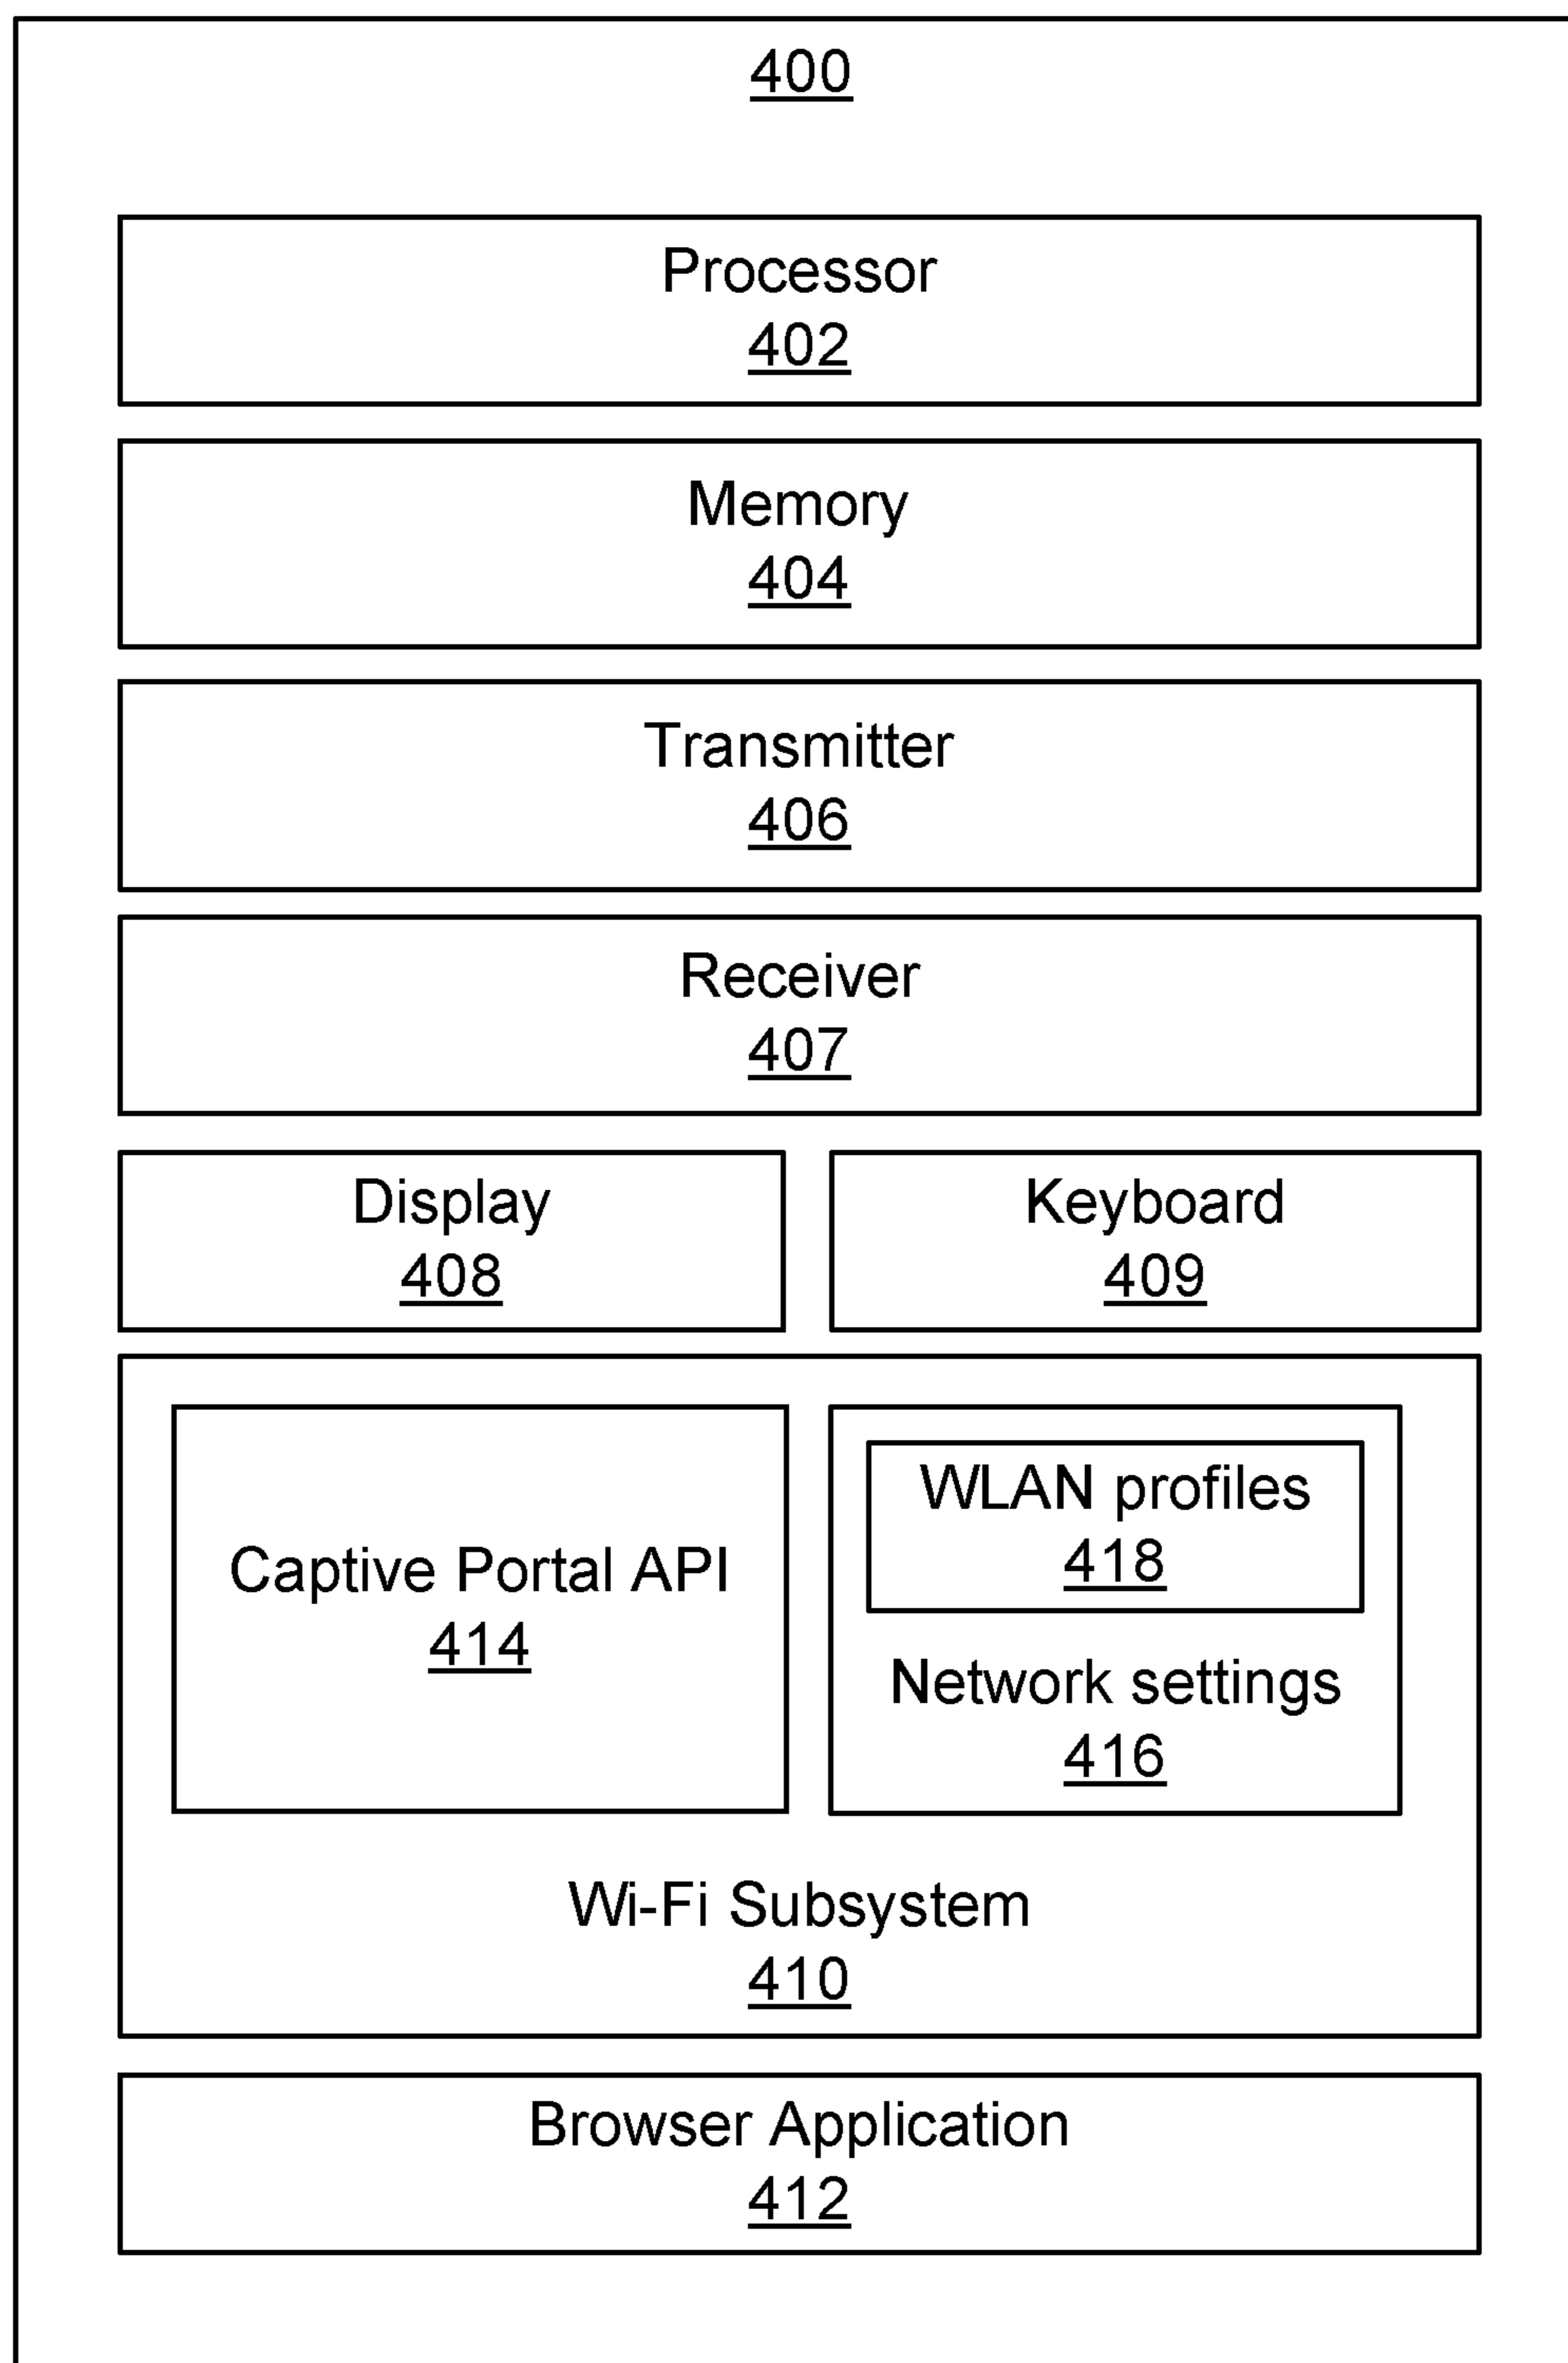 400
Processor
402
Memory
404
Transmitter
406
Receiver
407
Display
408
Keyboard
409
Captive Portal API
414
WLAN profiles
418
Network settings
416
Wi-Fi Subsystem
410
Browser Application
412